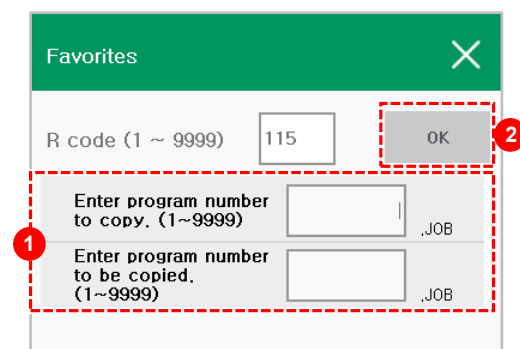 Favorites
R code (1 ~ 9999) 115 OK 2
Enter program number
to copy. (1~9999) .JOB
1
Enter program number
to be copied.
(1~9999) .JOB